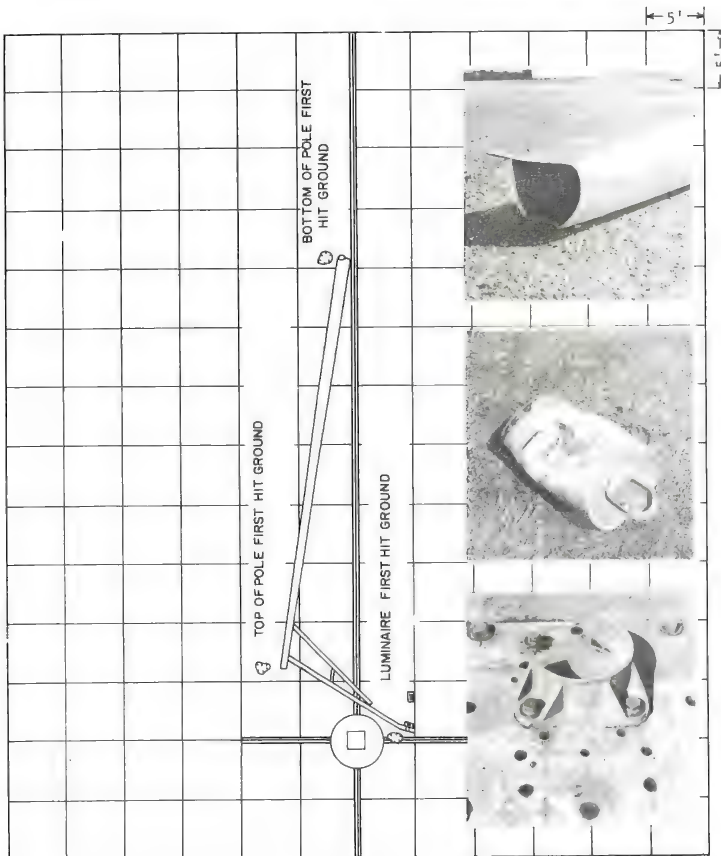 5'
5'
BOTTOM OF POLE FIRST
HIT GROUND
TOP OF POLE FIRST HIT GROUND
LUMINAIRE FIRST HIT GROUND